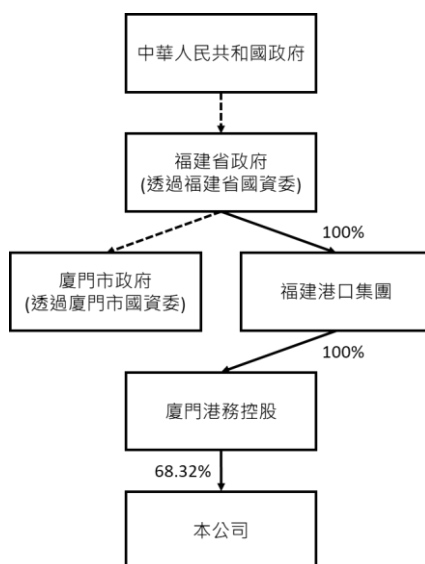 中華人民共和國政府
福建省政府
(透過福建省國資委)
100%
廈門市政府
(透過廈門市國資委)
福建港口集團
100%
廈門港務控股
68.32%
本公司